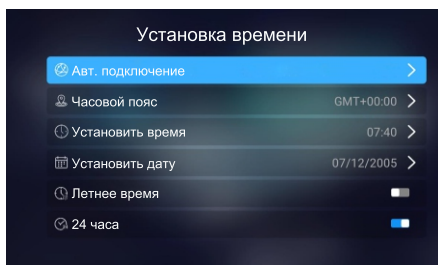 Установка времени
Авт. подключение
Часовой пояс GMT+00:00
Установить время 07:40
Установить дату 07/12/2005
Летнее время
24 часа